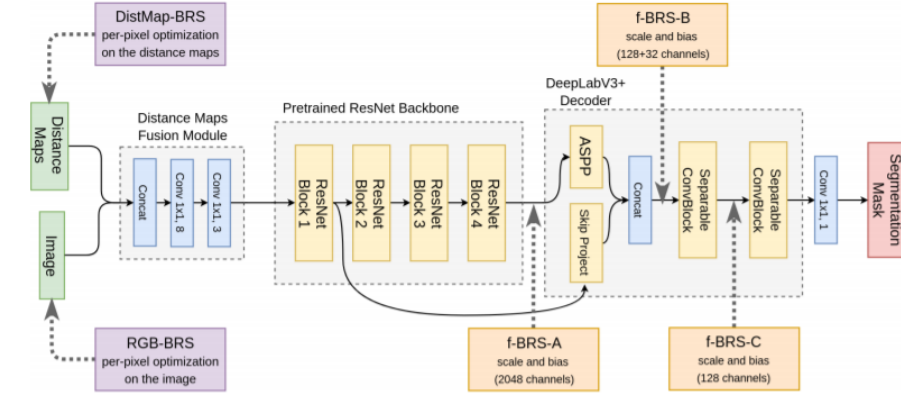 DistMap-BRS
per-pixel optimization
on the distance maps
f-BRS-B
scale and bias
(128+32 channels)
DeepLabV3+
Decoder
Pretrained ResNet Backbone
Distance Maps
Fusion Module
Distance
Maps
Image
Concat
Conv 1x1, 8
Conv 1x1, 3
ResNet
Block 1
ResNet
Block 2
ResNet
Block 3
ResNet
Block 4
ASPP
Skip Project
Concat
Separable
ConvBlock
Separable
ConvBlock
Conv 1x1, 1
Segmentation
Mask
RGB-BRS
per-pixel optimization
on the image
f-BRS-A
scale and bias
(2048 channels)
f-BRS-C
scale and bias
(128 channels)